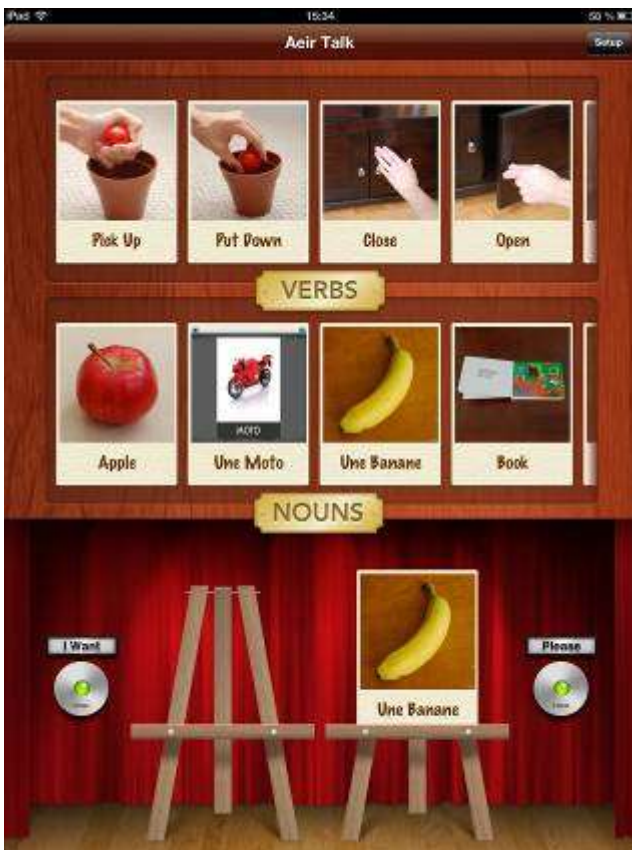 iPad 15:34 50 %
Aeir Talk
Setup
Pick Up Put Down Close Open
VERBS
MOTO
Apple Une Moto Une Banane Book
NOUNS
I Want Please
Une Banane